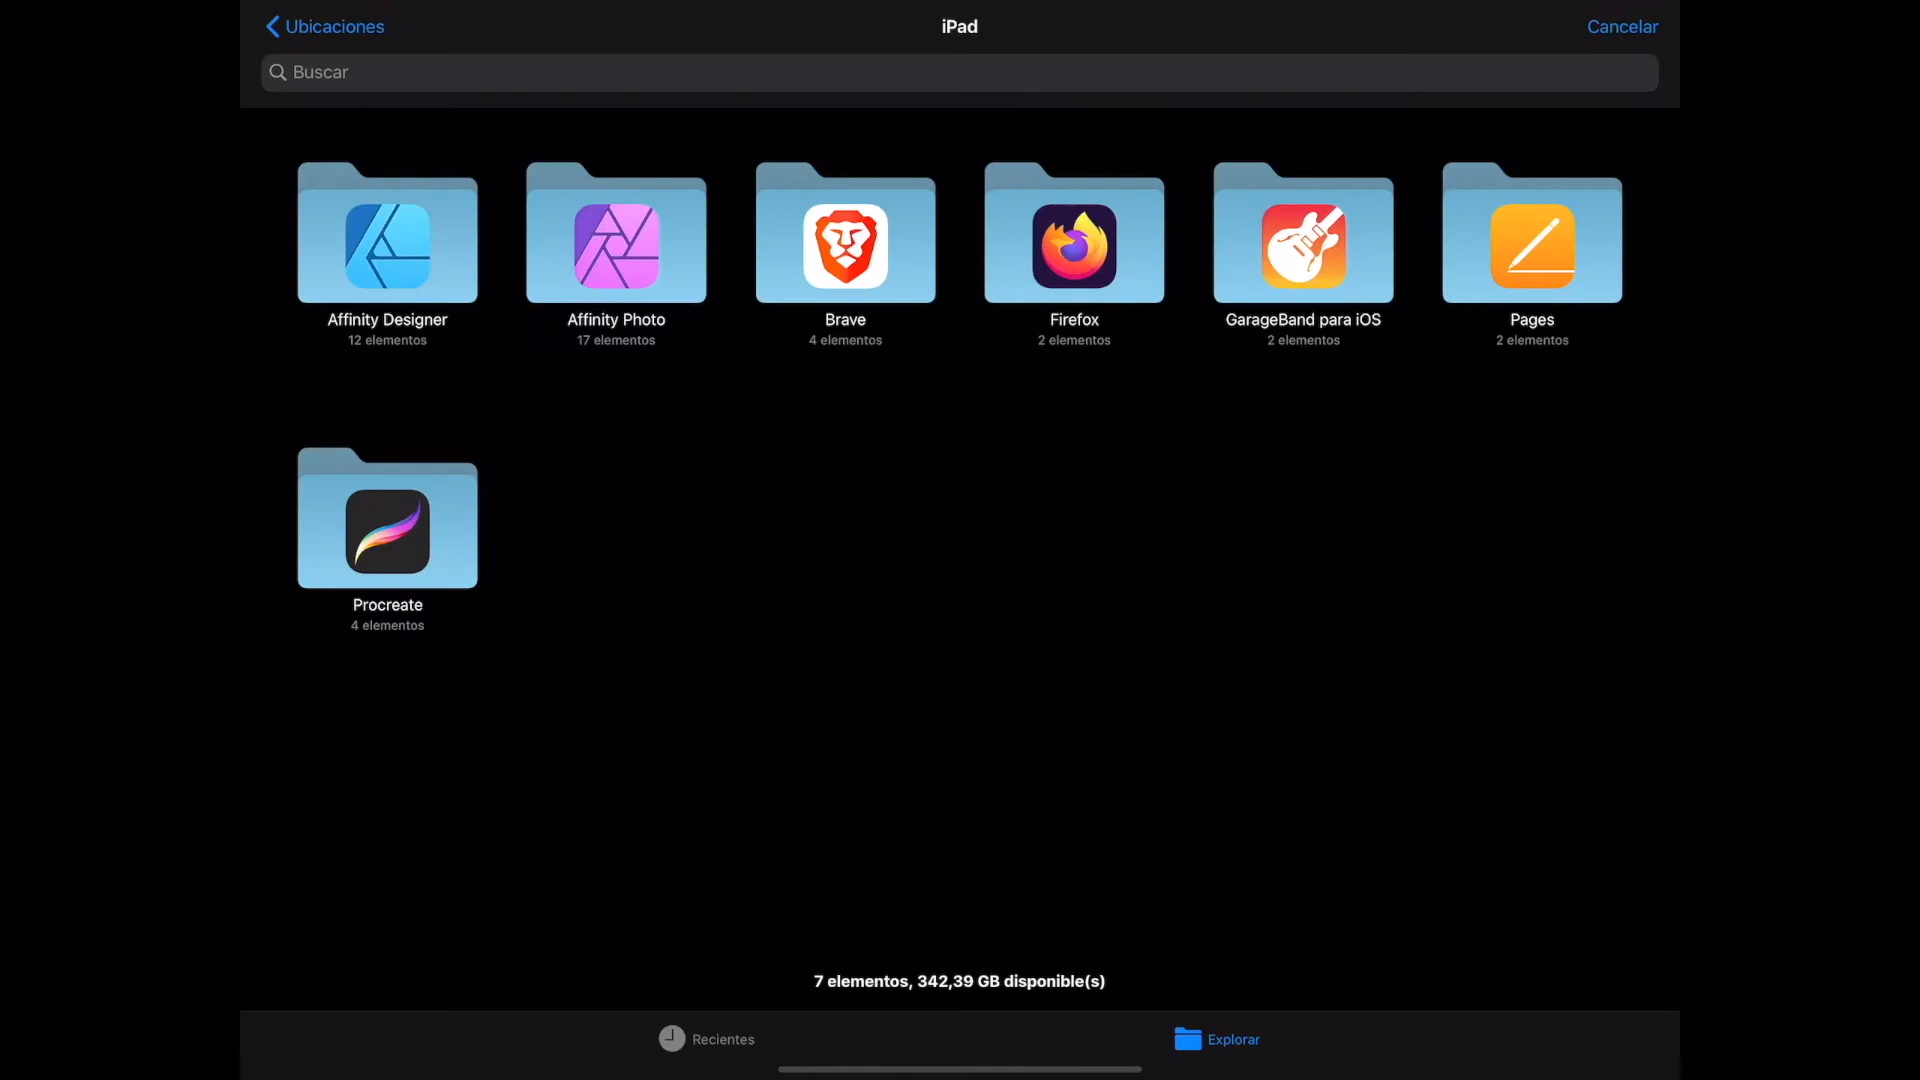 Ubicaciones
iPad
Cancelar
Buscar
Affinity Designer
12 elementos
Affinity Photo
17 elementos
Brave
4 elementos
Firefox
2 elementos
GarageBand para iOS
2 elementos
Pages
2 elementos
Procreate
4 elementos
7 elementos, 342,39 GB disponible(s)
Recientes
Explorar